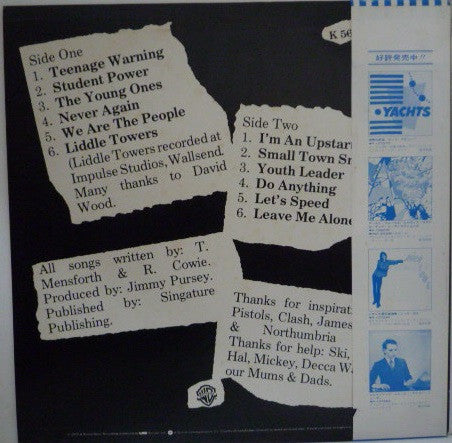 K 56
Side One
1. Teenage Warning
2. Student Power
3. The Young Ones
4. Never Again
5. We Are The People
6. Liddle Towers
(Liddle Towers recorded at
Impulse Studios, Wallsend.
Many thanks to David
Wood.
Side Two
1. I'm An Upstar
2. Small Town Sm
3. Youth Leader
4. Do Anything
5. Let's Speed
6. Leave Me Alone
All songs written by: T.
Mensforth & R. Cowie.
Produced by: Jimmy Pursey.
Published by: Singature
Publishing.
Thanks for inspirati
Pistols, Clash, James
& Northumbria
Thanks for help: Ski,
Hal, Mickey, Decca W
our Mums & Dads.
好評発売中!!
YACHTS